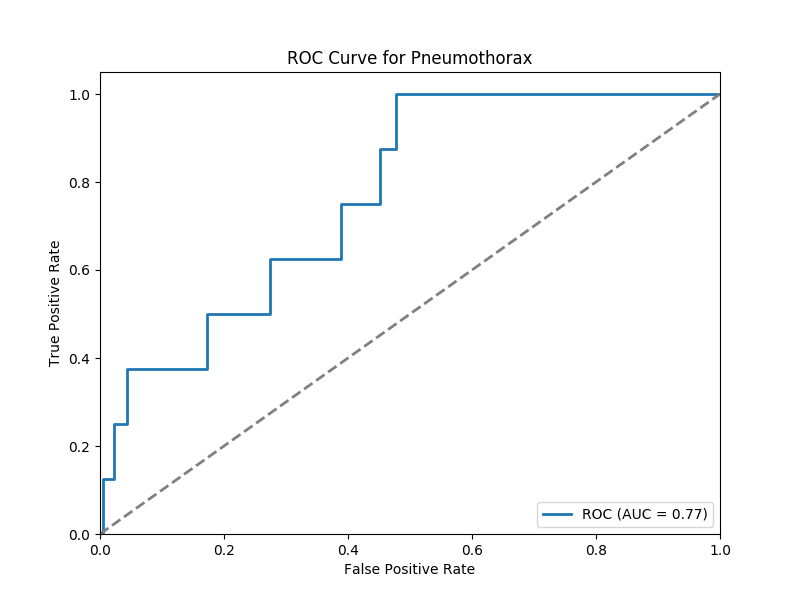 ROC Curve for Pneumothorax
True Positive Rate
1.0
0.8
0.6
0.4
0.2
0.0
ROC (AUC = 0.77)
0.0 0.2 0.4 0.6 0.8 1.0
False Positive Rate